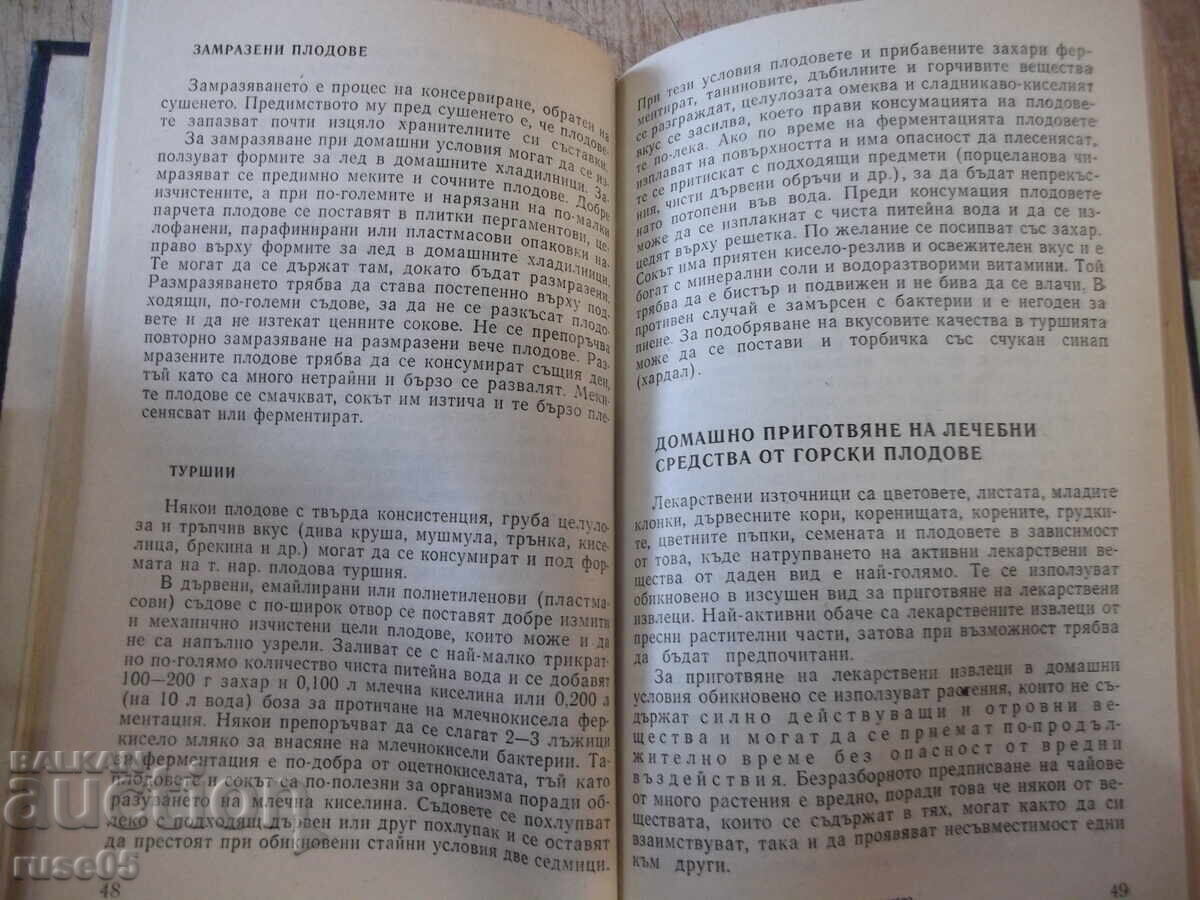 ЗАМРАЗЕНИ ПЛОДОВЕ
Замразяването е процес на консервиране, обратен на
сушенето. Предимството му пред сушенето е, че плодове-
те запазват почти изцяло хранителните си съставки.
За замразяване при домашни условия могат да се из-
ползуват формите за лед в домашните хладилници. За-
мразяват се предимно меките и сочните плодове. Добре
изчистените, а при по-големите и нарязани на по-малки
парчета плодове се поставят в плитки пергаментови, це-
лофанени, парафинирани или пластмасови опаковки на-
право върху формите за лед в домашните хладилници.
Те могат да се държат там, докато бъдат размразени.
Размразяването трябва да става постепенно върху под-
ходящи, по-големи съдове, за да не се разкъсат плодо-
вете и да не изтекат ценните сокове. Не се препоръчва
повторно замразяване на размразени вече плодове. Раз-
мразените плодове трябва да се консумират същия ден,
тъй като са много нетрайни и бързо се развалят. Меки-
те плодове се смачкват, сокът им изтича и те бързо пле-
сенясват или ферментират.
ТУРШИИ
Някои плодове с твърда консистенция, груба целуло-
за и тръпчив вкус (дива круша, мушмула, трънка, кисе-
лица, брекина и др.) могат да се консумират и под фор-
мата на т. нар. плодова туршия.
В дървени, емайлирани или полиетиленови (пластма-
сови) съдове с по-широк отвор се поставят добре измити
и механично изчистени цели плодове, които може и да
не са напълно узрели. Заливат се с най-малко трикрат-
но по-голямо количество чиста питейна вода и се добавят
100—200 г захар и 0,100 л млечна киселина или 0,200 л
(на 10 л вода) боза за протичане на млечнокисела фер-
ментация. Някои препоръчват да се слагат 2—3 лъжици
кисело мляко за внасяне на млечнокисели бактерии. Та-
зи ферментация е по-добра от оцетнокиселата, тъй като
плодовете и сокът са по-полезни за организма поради об-
разуването на млечна киселина. Съдовете се похлупват
леко с подходящ дървен или друг похлупак и се оставят
да престоят при обикновени стайни условия две седмици.
48
При тези условия плодовете и прибавените захари фер-
ментират, таниновите, дъбилните и горчивите вещества
се разграждат, целулозата омеква и сладникаво-киселият
вкус се засилва, което прави консумацията на плодове-
те по-лека. Ако по време на ферментацията плодовете
изплават на повърхността и има опасност да плесенясат,
те се притискат с подходящи предмети (порцеланова чи-
ния, чисти дървени обръчи и др.), за да бъдат непрекъс-
нато потопени във вода. Преди консумация плодовете
може да се изплакнат с чиста питейна вода и да се из-
цедят върху решетка. По желание се посипват със захар.
Сокът има приятен кисело-резлив и освежителен вкус и е
богат с минерални соли и водоразтворими витамини. Той
трябва да е бистър и подвижен и не бива да се влачи. В
противен случай е замърсен с бактерии и е негоден за
пиене. За подобряване на вкусовите качества в туршията
може да се постави и торбичка със счукан синап
(хардал).
ДОМАШНО ПРИГОТВЯНЕ НА ЛЕЧЕБНИ
СРЕДСТВА ОТ ГОРСКИ ПЛОДОВЕ
Лекарствени източници са цветовете, листата, младите
клонки, дървесните кори, коренищата, корените, грудки-
те, цветните пъпки, семената и плодовете в зависимост
от това, къде натрупването на активни лекарствени ве-
щества от даден вид е най-голямо. Те се използуват
обикновено в изсушен вид за приготвяне на лекарствени
извлеци. Най-активни обаче са лекарствените извлеци от
пресни растителни части, затова при възможност трябва
да бъдат предпочитани.
За приготвяне на лекарствени извлеци в домашни
условия обикновено се използуват растения, които не съ-
държат силно действуващи и отровни ве-
щества и могат да се приемат по-продъл-
жително време без опасност от вредни
въздействия. Безразборното предписване на чайове
от много растения е вредно, поради това че някои от ве-
ществата, които се съдържат в тях, могат както да си
взаимствуват, така и да проявяват несъвместимост едни
към други.
49
BALKAN
auction
ruse05